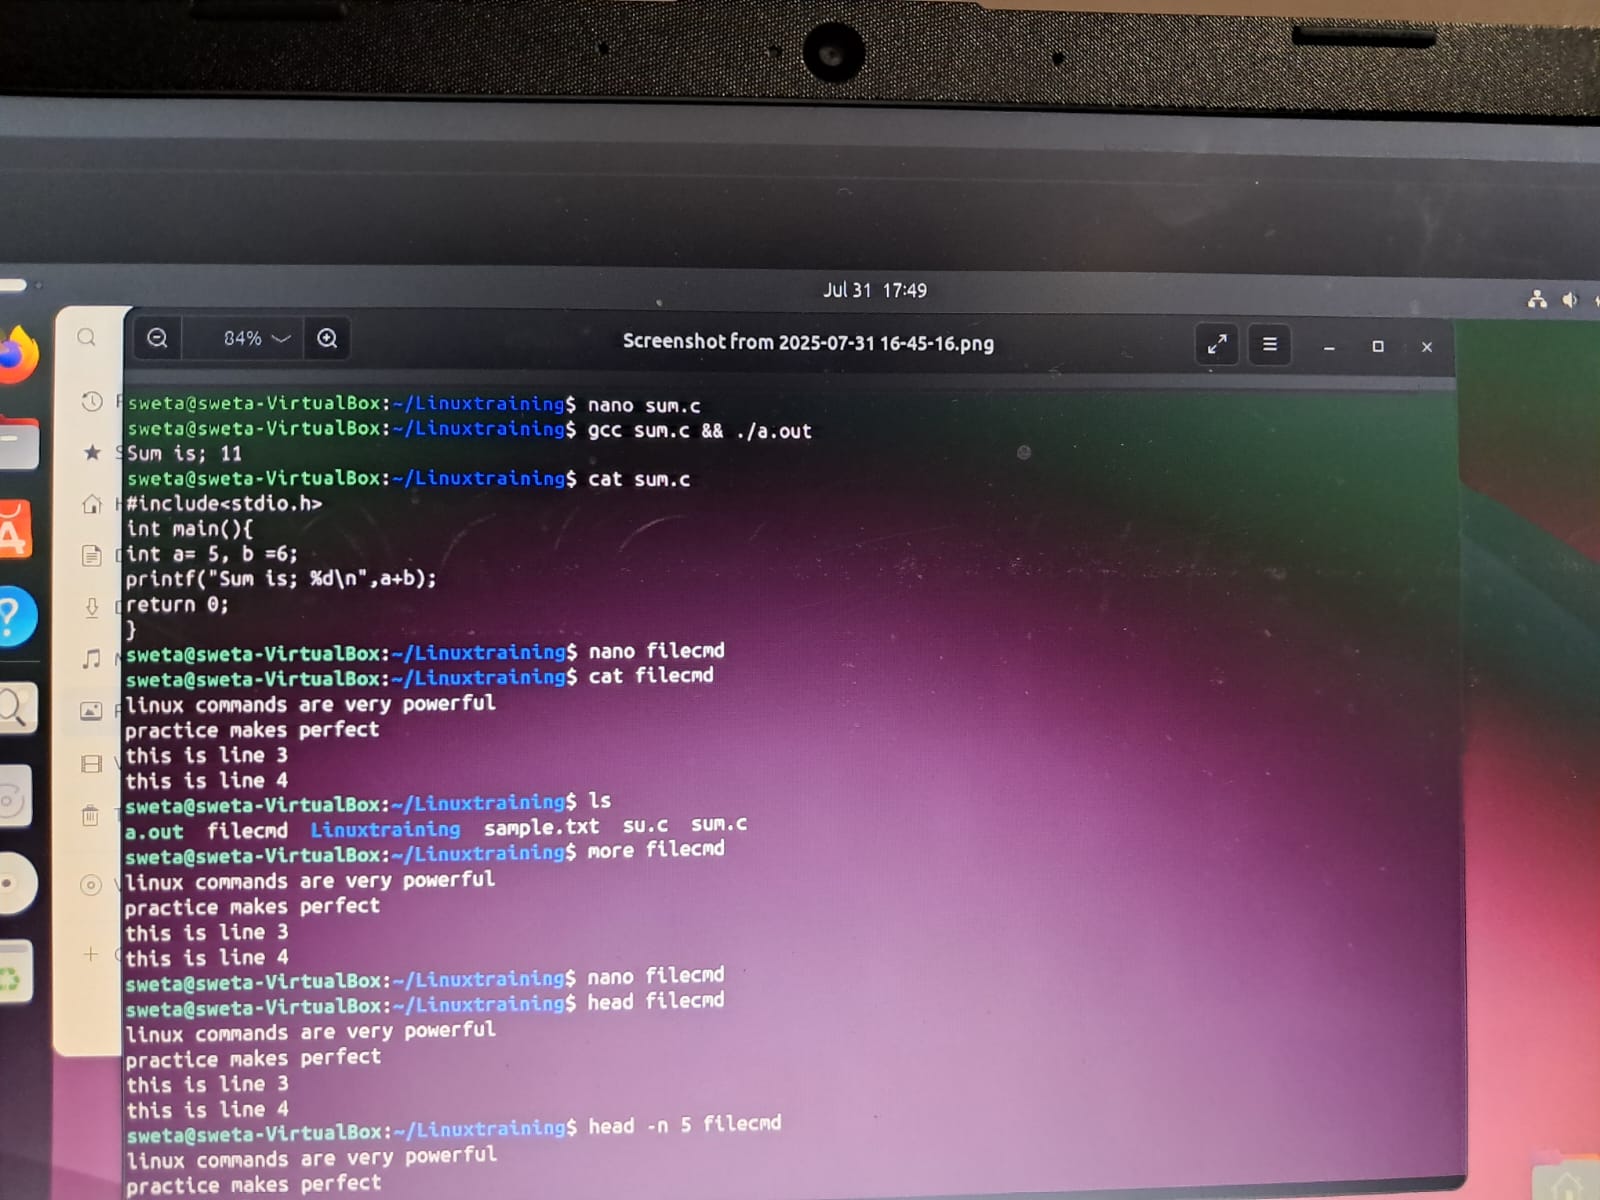 Jul 31 17:49
84%
Screenshot from 2025-07-31 16-45-16.png
sweta@sweta-VirtualBox:~/Linuxtraining$ nano sum.c
sweta@sweta-VirtualBox:~/Linuxtraining$ gcc sum.c && ./a.out
Sum is; 11
sweta@sweta-VirtualBox:~/Linuxtraining$ cat sum.c
#include<stdio.h>
int main(){
int a= 5, b =6;
printf("Sum is; %d\n",a+b);
return 0;
}
sweta@sweta-VirtualBox:~/Linuxtraining$ nano filecmd
sweta@sweta-VirtualBox:~/Linuxtraining$ cat filecmd
linux commands are very powerful
practice makes perfect
this is line 3
this is line 4
sweta@sweta-VirtualBox:~/Linuxtraining$ ls
a.out filecmd Linuxtraining sample.txt su.c sum.c
sweta@sweta-VirtualBox:~/Linuxtraining$ more filecmd
linux commands are very powerful
practice makes perfect
this is line 3
this is line 4
sweta@sweta-VirtualBox:~/Linuxtraining$ nano filecmd
sweta@sweta-VirtualBox:~/Linuxtraining$ head filecmd
linux commands are very powerful
practice makes perfect
this is line 3
this is line 4
sweta@sweta-VirtualBox:~/Linuxtraining$ head -n 5 filecmd
linux commands are very powerful
practice makes perfect